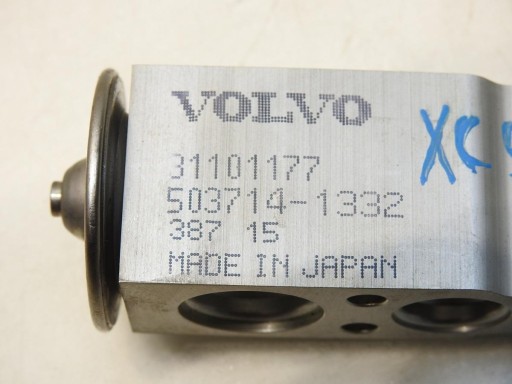 VOLVO
31101177
503714-1332
387 15
MADE IN JAPAN
XC